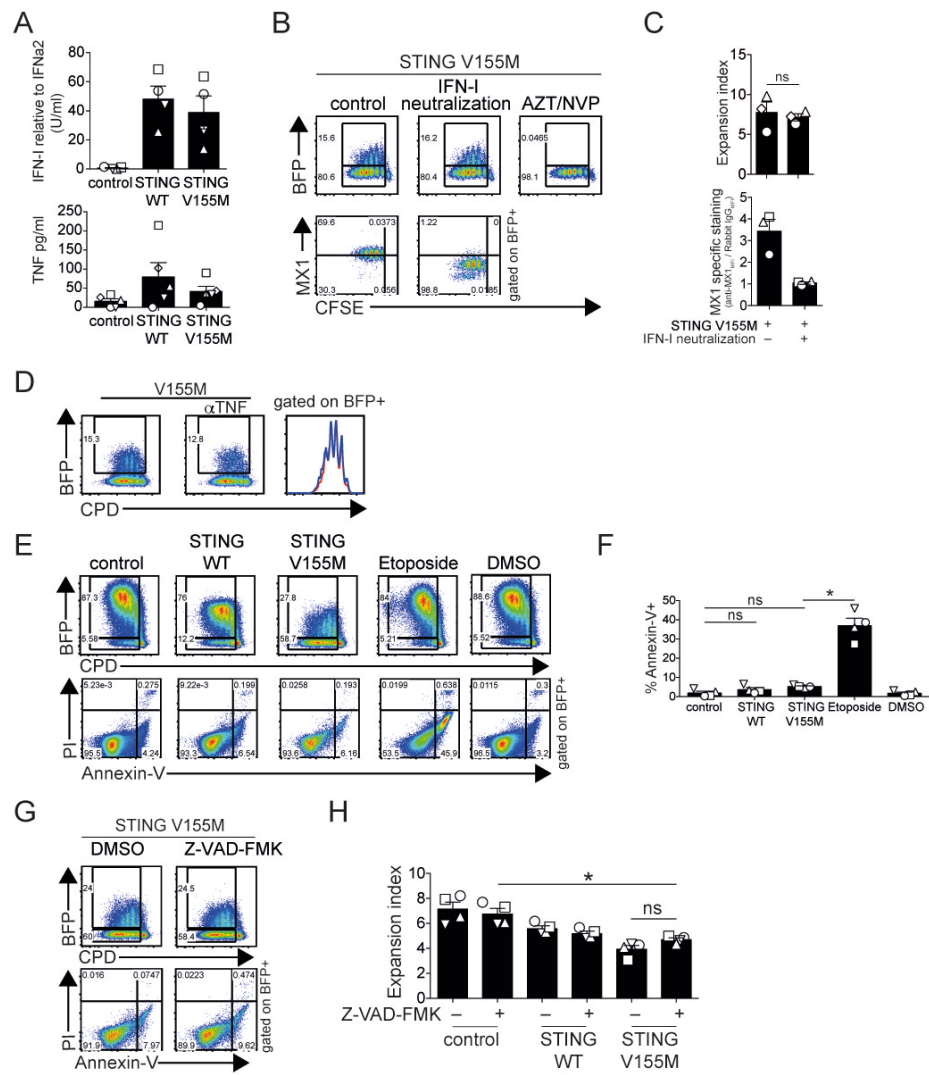 A
IFN-I relative to IFNa2
(U/ml)
80
60
40
20
0
control
STING
WT
STING
V155M
TNF pg/ml
250
200
150
100
50
0
control
STING
WT
STING
V155M
B
STING V155M
control
IFN-I
neutralization
AZT/NVP
BFP
15.6
80.6
16.2
80.4
0.0465
98.1
MX1
69.6
0.0373
30.3
0.056
1.22
0
98.8
0.0185
gated on BFP+
CFSE
C
Expansion index
15
10
5
0
ns
MX1 specific staining
(anti-MX1MFI / Rabbit IgGMFI)
5
4
3
2
1
0
STING V155M + +
IFN-I neutralization – +
D
V155M
αTNF
gated on BFP+
BFP
15.3
12.8
CPD
E
control
STING
WT
STING
V155M
Etoposide
DMSO
BFP
87.3
5.58
76
12.2
27.8
58.7
84
5.21
88.6
5.52
CPD
PI
5.23e-3
0.275
95.5
4.24
9.22e-3
0.199
93.3
6.54
0.0258
0.193
93.6
6.16
0.0199
0.638
53.5
45.9
0.0115
0.3
96.5
3.2
gated on BFP+
Annexin-V
F
% Annexin-V+
50
40
30
20
10
0
ns
ns
*
control
STING
WT
STING
V155M
Etoposide
DMSO
G
STING V155M
DMSO
Z-VAD-FMK
BFP
24
60
24.5
58.4
CPD
PI
0.016
0.0747
91.9
7.97
0.0223
0.474
89.9
9.62
gated on BFP+
Annexin-V
H
Expansion index
10
8
6
4
2
0
*
ns
Z-VAD-FMK – + – + – +
control
STING
WT
STING
V155M